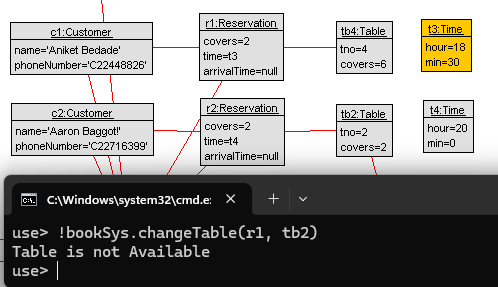 c1:Customer
name='Aniket Bedade'
phoneNumber='C22448826'
r1:Reservation
covers=2
time=t3
arrivalTime=null
tb4:Table
tno=4
covers=6
t3:Time
hour=18
min=30
c2:Customer
name='Aaron Baggot!'
phoneNumber='C22716399'
r2:Reservation
covers=2
time=t4
arrivalTime=null
tb2:Table
tno=2
covers=2
t4:Time
hour=20
min=0
C:\Windows\system32\cmd.e
use> !bookSys.changeTable(r1, tb2)
Table is not Available
use>